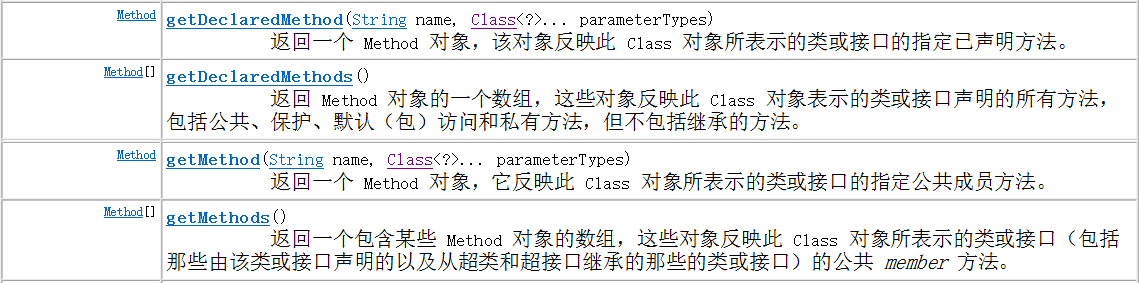 Method getDeclaredMethod(String name, Class<?>... parameterTypes)
返回一个 Method 对象，该对象反映此 Class 对象所表示的类或接口的指定已声明方法。
Method[] getDeclaredMethods()
返回 Method 对象的一个数组，这些对象反映此 Class 对象表示的类或接口声明的所有方法，
包括公共、保护、默认（包）访问和私有方法，但不包括继承的方法。
Method getMethod(String name, Class<?>... parameterTypes)
返回一个 Method 对象，它反映此 Class 对象所表示的类或接口的指定公共成员方法。
Method[] getMethods()
返回一个包含某些 Method 对象的数组，这些对象反映此 Class 对象所表示的类或接口（包括
那些由该类或接口声明的以及从超类和超接口继承的那些的类或接口）的公共 member 方法。